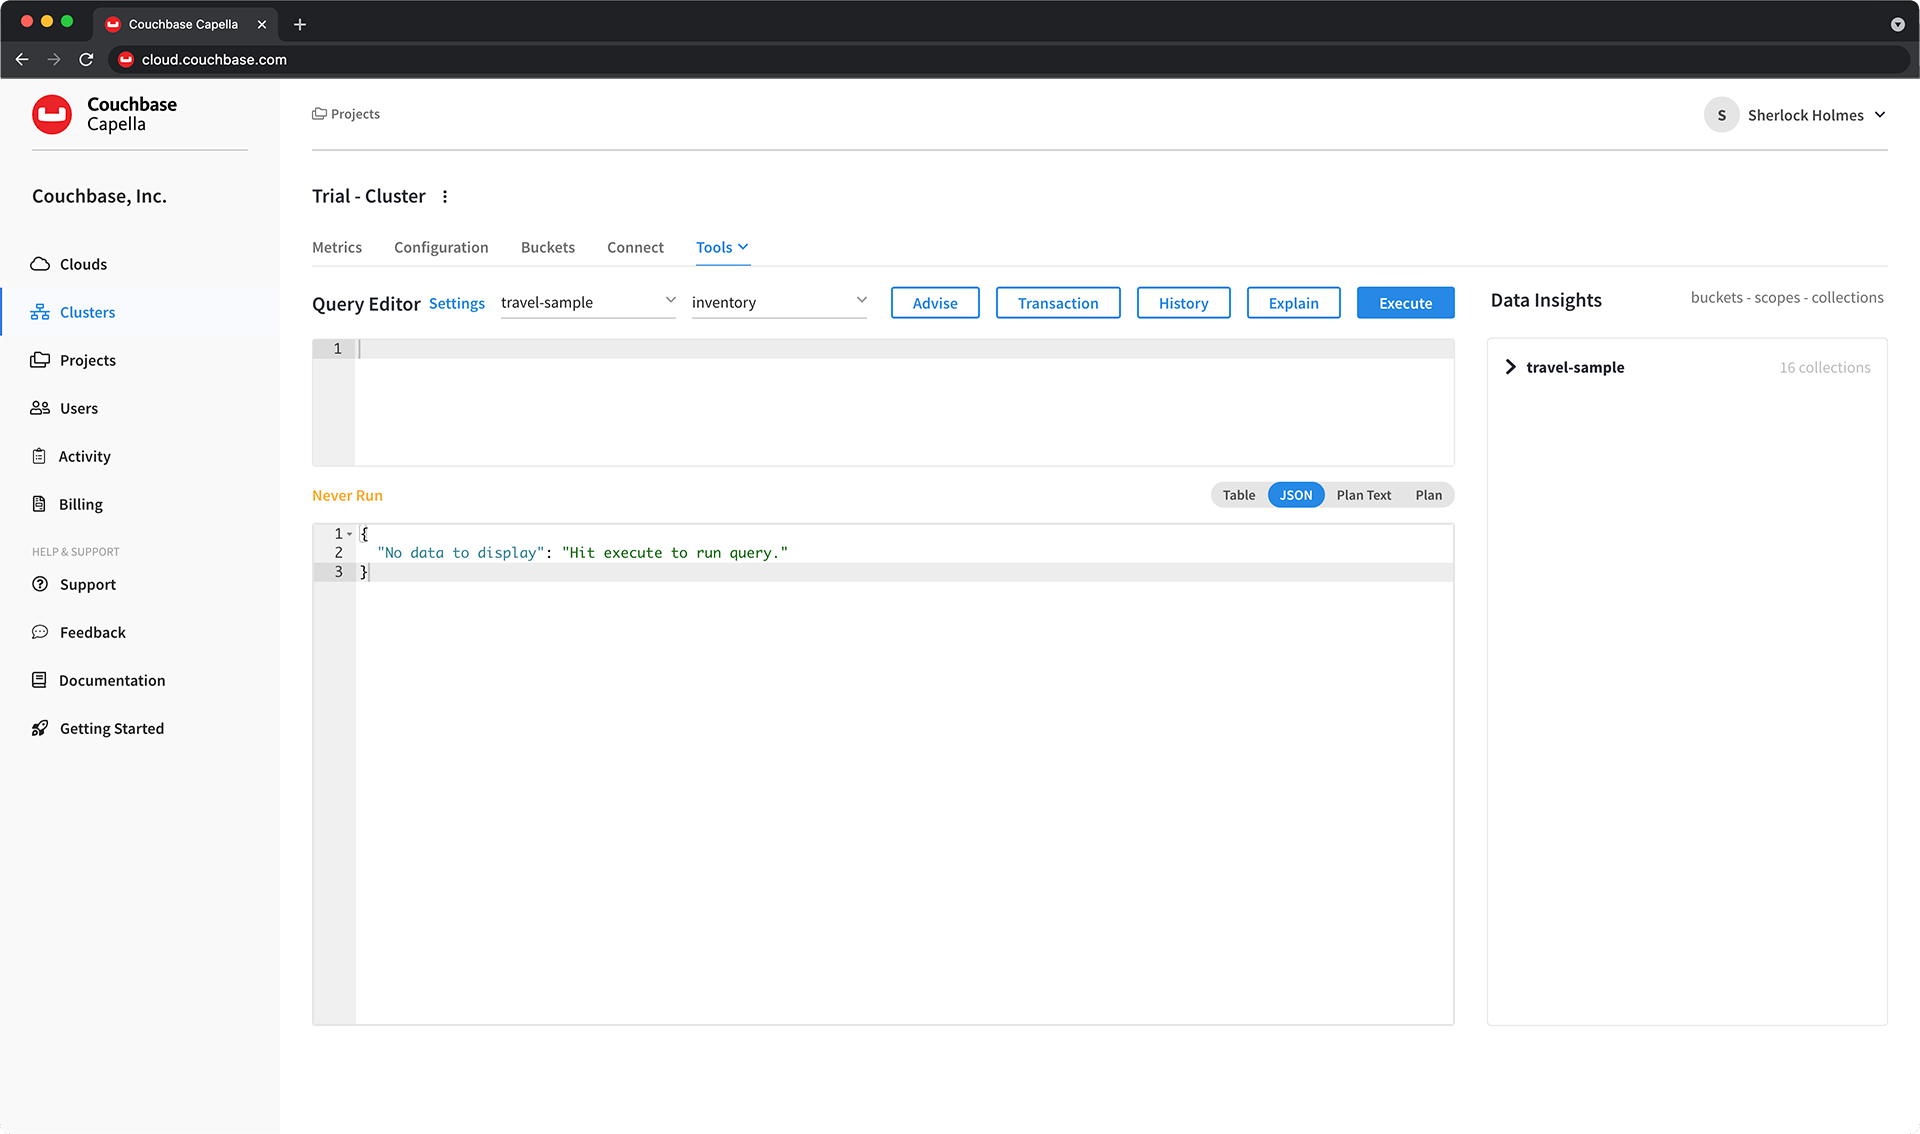 Couchbase Capella
cloud.couchbase.com
Couchbase
Capella
Projects
S Sherlock Holmes
Couchbase, Inc.
Clouds
Clusters
Projects
Users
Activity
Billing
HELP & SUPPORT
Support
Feedback
Documentation
Getting Started
Trial - Cluster
Metrics Configuration Buckets Connect Tools
Query Editor Settings travel-sample inventory Advise Transaction History Explain Execute
1
Never Run Table JSON Plan Text Plan
1 {
2 "No data to display": "Hit execute to run query."
3 }
Data Insights buckets - scopes - collections
travel-sample 16 collections